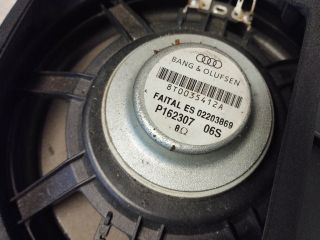 BANG & OLUFSEN
8T0035412A
FAITAL ES 02203869
P162307 06S
8Ω